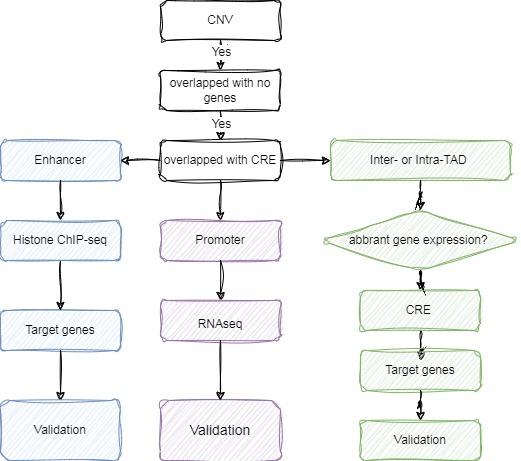 CNV
Yes
overlapped with no
genes
Yes
Enhancer
overlapped with CRE
Inter- or Intra-TAD
Histone ChIP-seq
Promoter
abbrant gene expression?
CRE
Target genes
RNAseq
Target genes
Validation
Validation
Validation